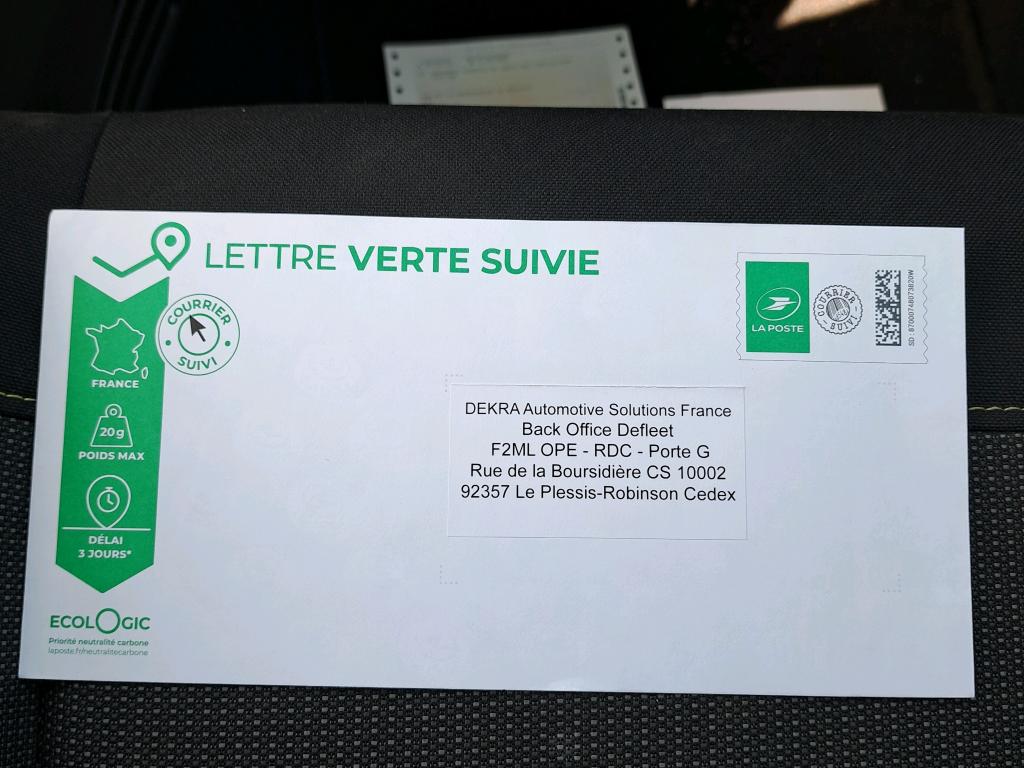 LETTRE VERTE SUIVIE
COURRIER
SUIVI
FRANCE
20g
POIDS MAX
DÉLAI
3 JOURS*
ECOLOGIC
Priorité neutralité carbone
laposte.fr/neutralitecarbone
LA POSTE
COURRIER
SUIVI
DEKRA Automotive Solutions France
Back Office Defleet
F2ML OPE - RDC - Porte G
Rue de la Boursidière CS 10002
92357 Le Plessis-Robinson Cedex